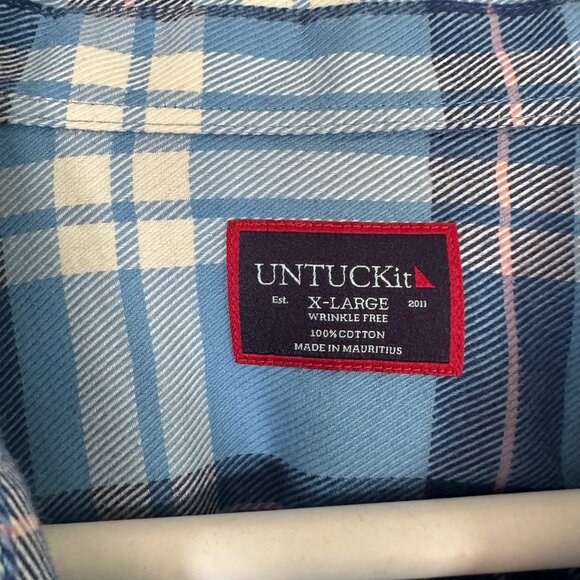 UNTUCKit
Est. X-LARGE 2011
WRINKLE FREE
100% COTTON
MADE IN MAURITIUS